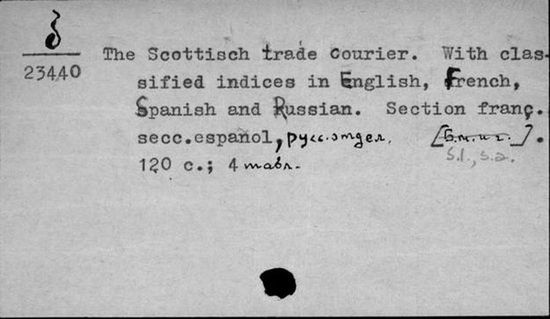 З
23440
The Scottisch trade courier. With clas-
sified indices in English, French,
Spanish and Russian. Section franç.
secc.español, русс.отдел. [Б.м.и г.].
S.l., s.a.
120 с.; 4 табл.